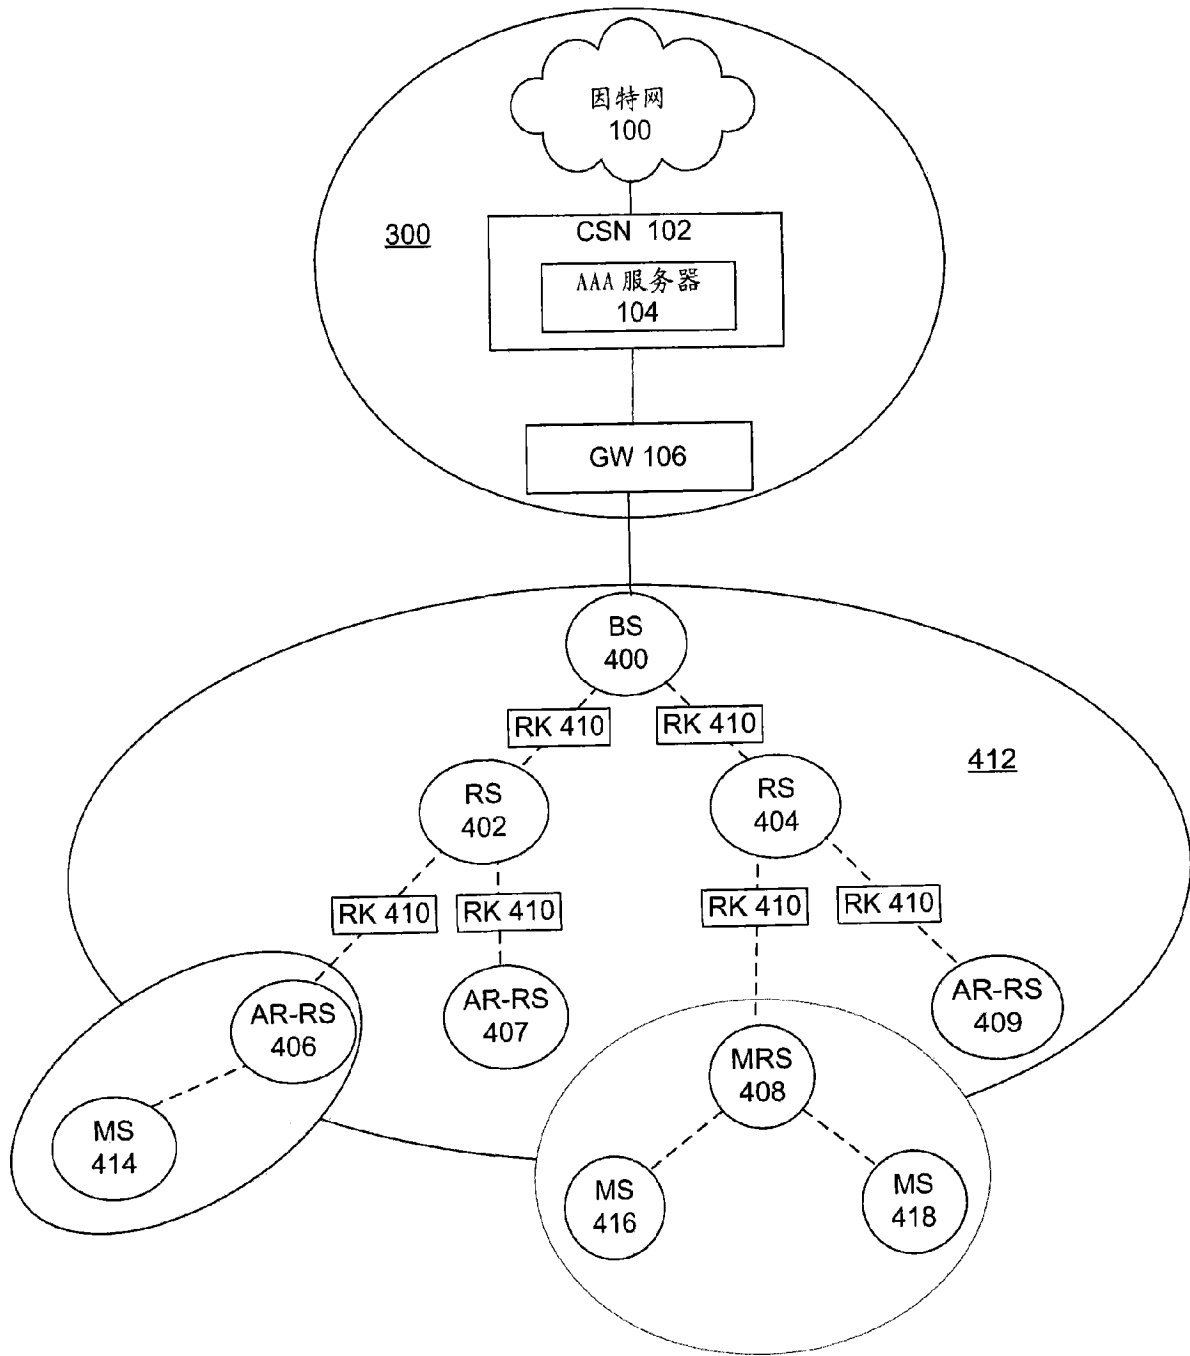 因特网
100
300
CSN 102
AAA 服务器
104
GW 106
BS
400
RK 410
RK 410
412
RS
402
RS
404
RK 410
RK 410
RK 410
RK 410
AR-RS
406
AR-RS
407
AR-RS
409
MRS
408
MS
414
MS
416
MS
418